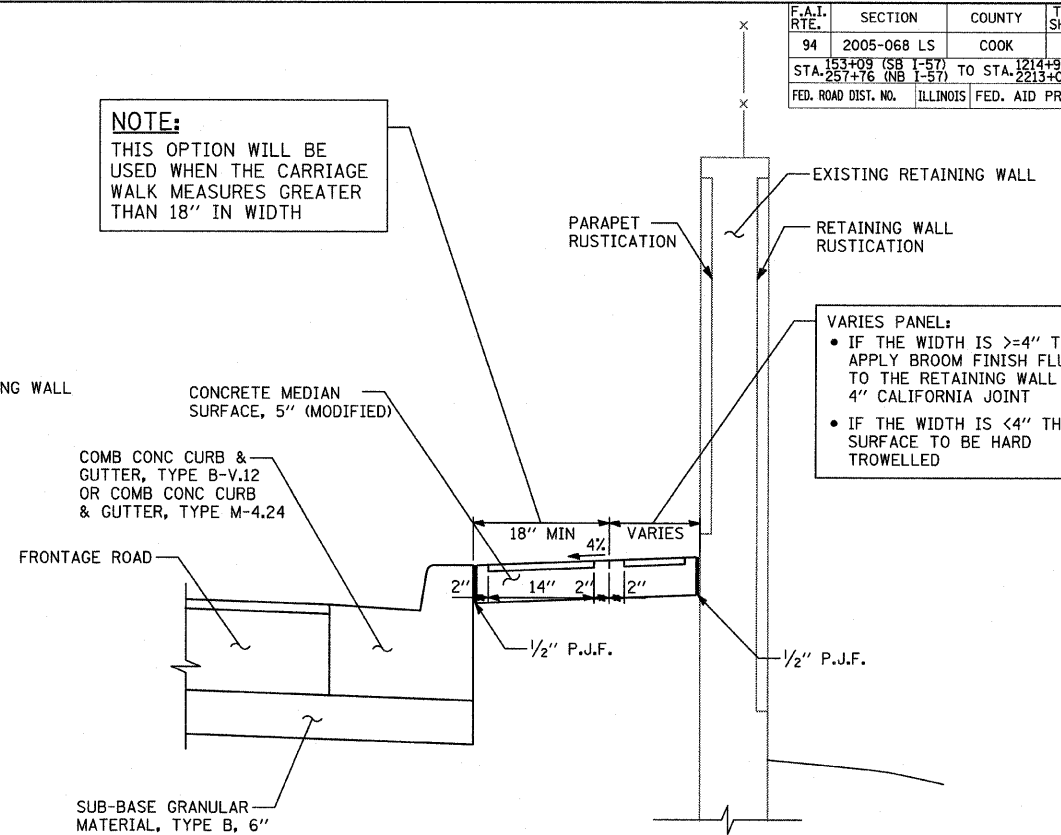 F.A.I. RTE. SECTION COUNTY
94 2005-068 LS COOK
STA. 153+09 (SB I-57) TO STA. 1214+9
257+76 (NB I-57) 2213+
FED. ROAD DIST. NO. ILLINOIS FED. AID PR
NOTE:
THIS OPTION WILL BE
USED WHEN THE CARRIAGE
WALK MEASURES GREATER
THAN 18" IN WIDTH
EXISTING RETAINING WALL
PARAPET
RUSTICATION
RETAINING WALL
RUSTICATION
VARIES PANEL:
• IF THE WIDTH IS >=4" T
APPLY BROOM FINISH FLU
TO THE RETAINING WALL
4" CALIFORNIA JOINT
• IF THE WIDTH IS <4" TH
SURFACE TO BE HARD
TROWELLED
NG WALL
CONCRETE MEDIAN
SURFACE, 5" (MODIFIED)
COMB CONC CURB &
GUTTER, TYPE B-V.12
OR COMB CONC CURB
& GUTTER, TYPE M-4.24
18" MIN VARIES
4%
FRONTAGE ROAD
2" 14" 2" 2"
1/2" P.J.F.
1/2" P.J.F.
SUB-BASE GRANULAR
MATERIAL, TYPE B, 6"